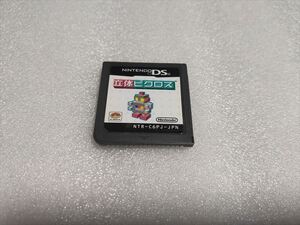 NINTENDO DS
立体ピクロス
Nintendo
NTR-C6PJ-JPN